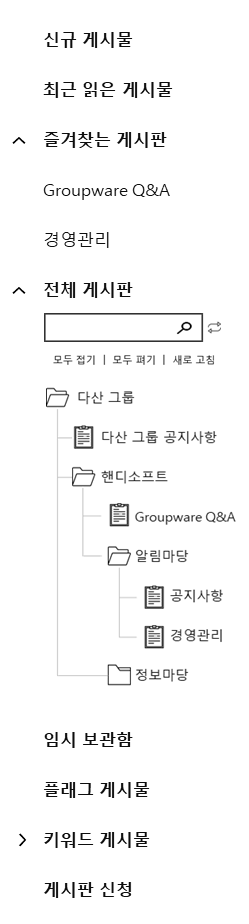 신규 게시물
최근 읽은 게시물
즐겨찾는 게시판
Groupware Q&A
경영관리
전체 게시판
모두 접기 | 모두 펴기 | 새로 고침
다산 그룹
다산 그룹 공지사항
핸디소프트
Groupware Q&A
알림마당
공지사항
경영관리
정보마당
임시 보관함
플래그 게시물
키워드 게시물
게시판 신청